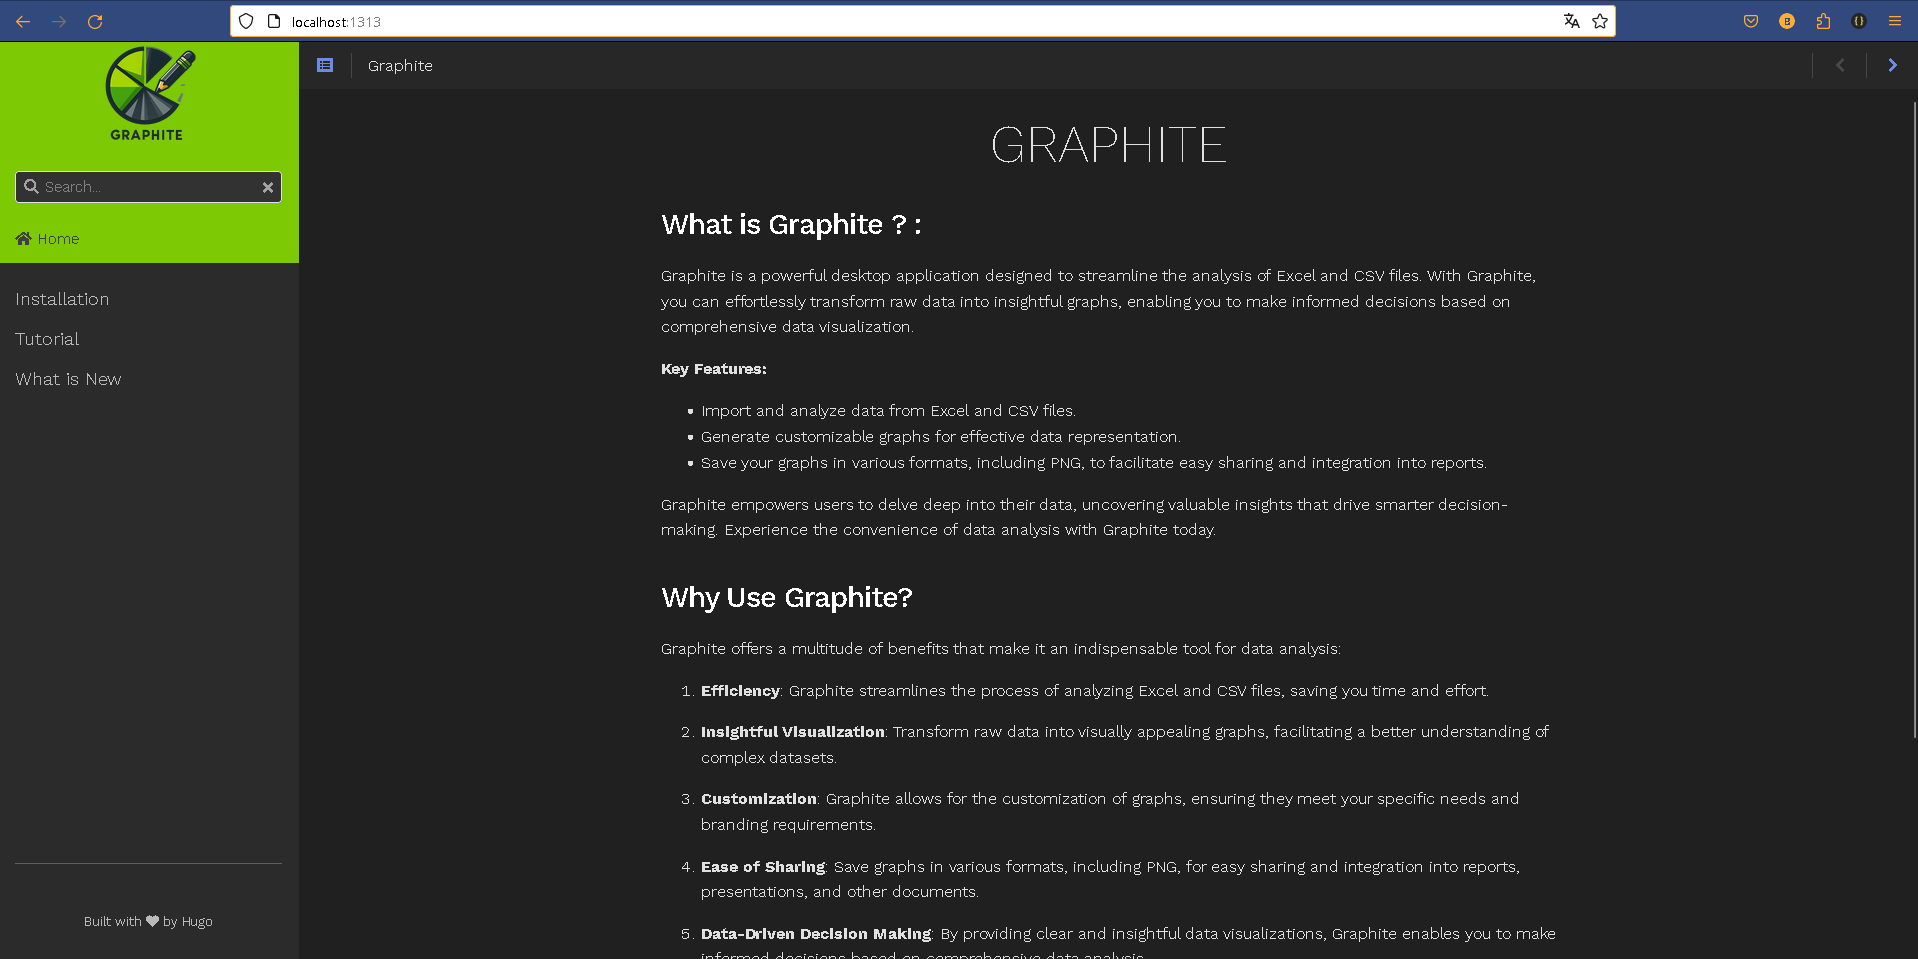 localhost:1313
GRAPHITE
Search...
Home
Installation
Tutorial
What is New
Built with by Hugo
Graphite
GRAPHITE
What is Graphite ? :
Graphite is a powerful desktop application designed to streamline the analysis of Excel and CSV files. With Graphite,
you can effortlessly transform raw data into insightful graphs, enabling you to make informed decisions based on
comprehensive data visualization.
Key Features:
• Import and analyze data from Excel and CSV files.
• Generate customizable graphs for effective data representation.
• Save your graphs in various formats, including PNG, to facilitate easy sharing and integration into reports.
Graphite empowers users to delve deep into their data, uncovering valuable insights that drive smarter decision-
making. Experience the convenience of data analysis with Graphite today.
Why Use Graphite?
Graphite offers a multitude of benefits that make it an indispensable tool for data analysis:
1. Efficiency: Graphite streamlines the process of analyzing Excel and CSV files, saving you time and effort.
2. Insightful Visualization: Transform raw data into visually appealing graphs, facilitating a better understanding of
complex datasets.
3. Customization: Graphite allows for the customization of graphs, ensuring they meet your specific needs and
branding requirements.
4. Ease of Sharing: Save graphs in various formats, including PNG, for easy sharing and integration into reports,
presentations, and other documents.
5. Data-Driven Decision Making: By providing clear and insightful data visualizations, Graphite enables you to make
informed decisions based on comprehensive data analysis.